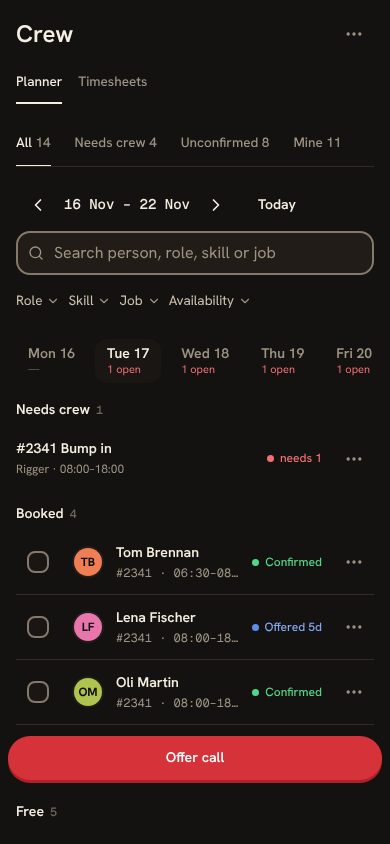 Crew
Planner Timesheets
All 14 Needs crew 4 Unconfirmed 8 Mine 11
16 Nov – 22 Nov Today
Search person, role, skill or job
Role Skill Job Availability
Mon 16 Tue 17 Wed 18 Thu 19 Fri 20
— 1 open 1 open 1 open 1 open
Needs crew 1
#2341 Bump in
needs 1
Rigger · 08:00–18:00
Booked 4
TB Tom Brennan
#2341 · 06:30–08…
Confirmed
LF Lena Fischer
#2341 · 08:00–18…
Offered 5d
OM Oli Martin
#2341 · 08:00–18…
Confirmed
Offer call
Free 5